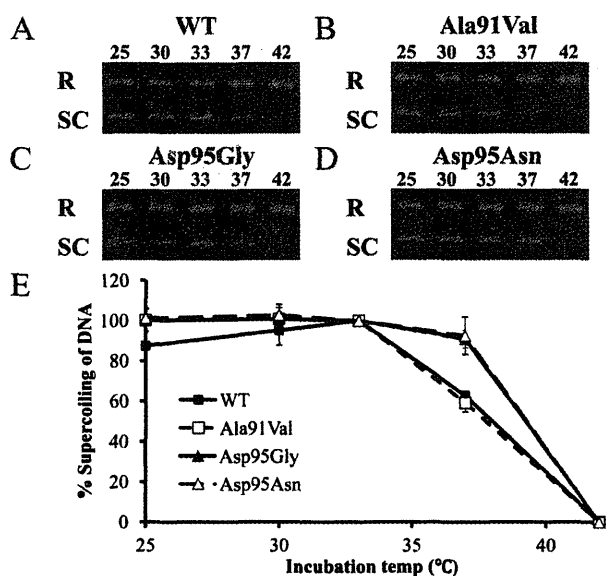 A WT
25 30 33 37 42
R
SC
B Ala91Val
25 30 33 37 42
R
SC
C Asp95Gly
25 30 33 37 42
R
SC
D Asp95Asn
25 30 33 37 42
R
SC
E
% Supercoiling of DNA
120
100
80
60
40
20
0
WT
Ala91Val
Asp95Gly
Asp95Asn
25 30 35 40
Incubation temp (℃)